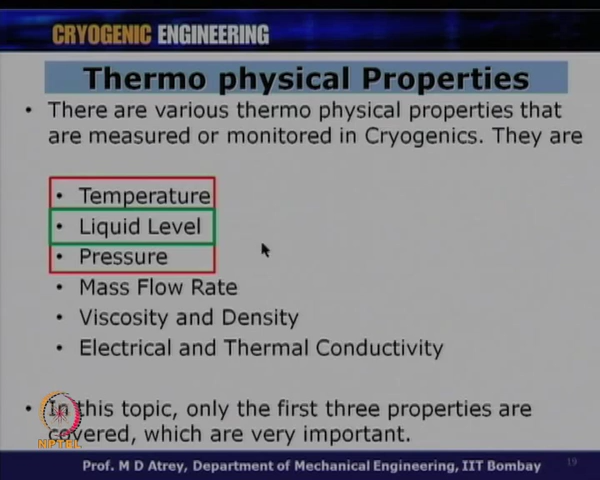 CRYOGENIC ENGINEERING
Thermo physical Properties
• There are various thermo physical properties that
are measured or monitored in Cryogenics. They are
• Temperature
• Liquid Level
• Pressure
• Mass Flow Rate
• Viscosity and Density
• Electrical and Thermal Conductivity
• In this topic, only the first three properties are
covered, which are very important.
NPTEL
Prof. M D Atrey, Department of Mechanical Engineering, IIT Bombay
19